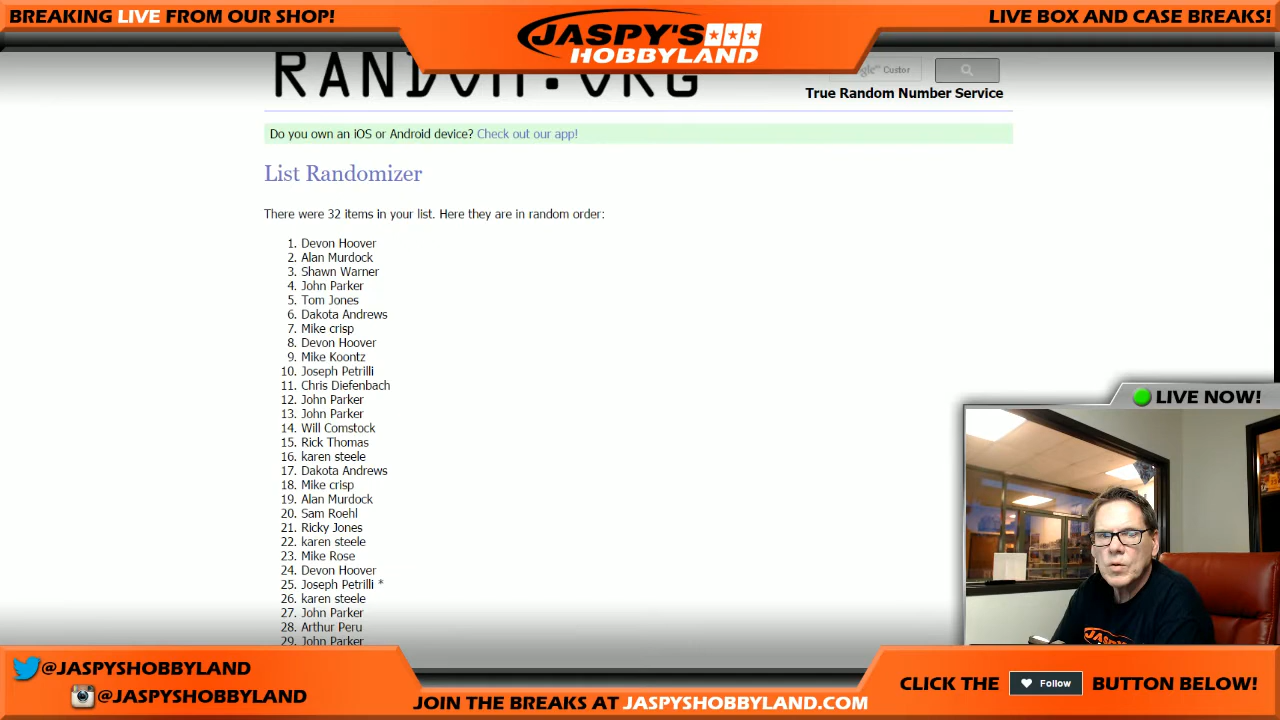 BREAKING LIVE FROM OUR SHOP!
JASPY'S
HOBBYLAND
LIVE BOX AND CASE BREAKS!
RANDOM.ORG
Custor
True Random Number Service
Do you own an iOS or Android device? Check out our app!
List Randomizer
There were 32 items in your list. Here they are in random order:
1. Devon Hoover
2. Alan Murdock
3. Shawn Warner
4. John Parker
5. Tom Jones
6. Dakota Andrews
7. Mike crisp
8. Devon Hoover
9. Mike Koontz
10. Joseph Petrilli
11. Chris Diefenbach
12. John Parker
13. John Parker
14. Will Comstock
15. Rick Thomas
16. karen steele
17. Dakota Andrews
18. Mike crisp
19. Alan Murdock
20. Sam Roehl
21. Ricky Jones
22. karen steele
23. Mike Rose
24. Devon Hoover
25. Joseph Petrilli *
26. karen steele
27. John Parker
28. Arthur Peru
29. John Parker
LIVE NOW!
JASPY
@JASPYSHOBBYLAND
@JASPYSHOBBYLAND
JOIN THE BREAKS AT JASPYSHOBBYLAND.COM
CLICK THE Follow BUTTON BELOW!